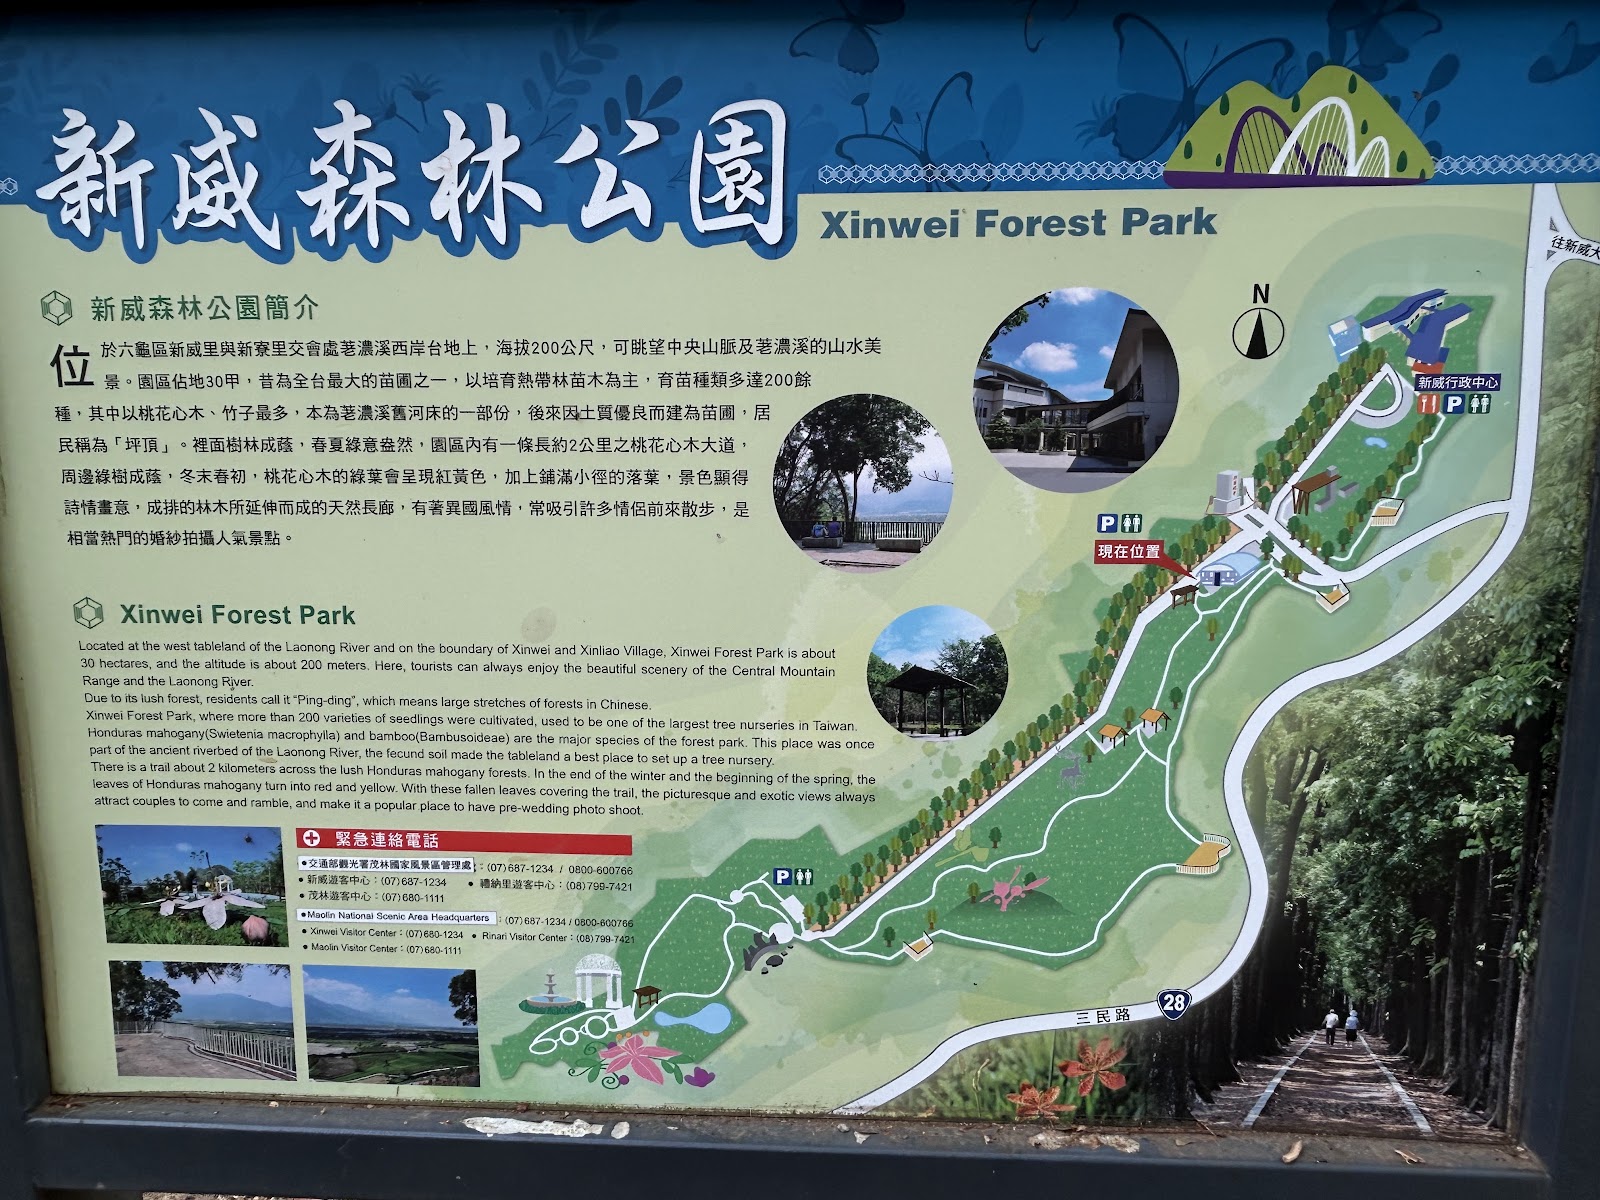 新威森林公園
Xinwei Forest Park
新威森林公園簡介
位於六龜區新威里與新寮里交會處荖濃溪西岸台地上，海拔200公尺，可眺望中央山脈及荖濃溪的山水美
景。園區佔地30甲，昔為全台最大的苗圃之一，以培育熱帶林苗木為主，育苗種類多達200餘
種，其中以桃花心木、竹子最多，本為荖濃溪舊河床的一部份，後來因土質優良而建為苗圃，居
民稱為「坪頂」。裡面樹林成蔭，春夏綠意盎然，園區內有一條長約2公里之桃花心木大道，
周邊綠樹成蔭，冬末春初，桃花心木的綠葉會呈現紅黃色，加上鋪滿小徑的落葉，景色顯得
詩情畫意，成排的林木所延伸而成的天然長廊，有著異國風情，常吸引許多情侶前來散步，是
相當熱門的婚紗拍攝人氣景點。
Xinwei Forest Park
Located at the west tableland of the Laonong River and on the boundary of Xinwei and Xinliao Village, Xinwei Forest Park is about
30 hectares, and the altitude is about 200 meters. Here, tourists can always enjoy the beautiful scenery of the Central Mountain
Range and the Laonong River.
Due to its lush forest, residents call it "Ping-ding", which means large stretches of forests in Chinese.
Xinwei Forest Park, where more than 200 varieties of seedlings were cultivated, used to be one of the largest tree nurseries in Taiwan.
Honduras mahogany(Swietenia macrophylla) and bamboo(Bambusoideae) are the major species of the forest park. This place was once
part of the ancient riverbed of the Laonong River, the fecund soil made the tableland a best place to set up a tree nursery.
There is a trail about 2 kilometers across the lush Honduras mahogany forests. In the end of the winter and the beginning of the spring, the
leaves of Honduras mahogany turn into red and yellow. With these fallen leaves covering the trail, the picturesque and exotic views always
attract couples to come and ramble, and make it a popular place to have pre-wedding photo shoot.
緊急連絡電話
●交通部觀光署茂林國家風景區管理處：(07)687-1234 / 0800-600766
● 新威遊客中心：(07)687-1234 ● 禮納里遊客中心：(08)799-7421
● 茂林遊客中心：(07)680-1111
●Maolin National Scenic Area Headquarters：(07)687-1234 / 0800-600766
● Xinwei Visitor Center：(07)680-1234 ● Rinari Visitor Center：(08)799-7421
● Maolin Visitor Center：(07)680-1111
N
往新威大
新威行政中心
P
P
現在位置
P
三民路
28